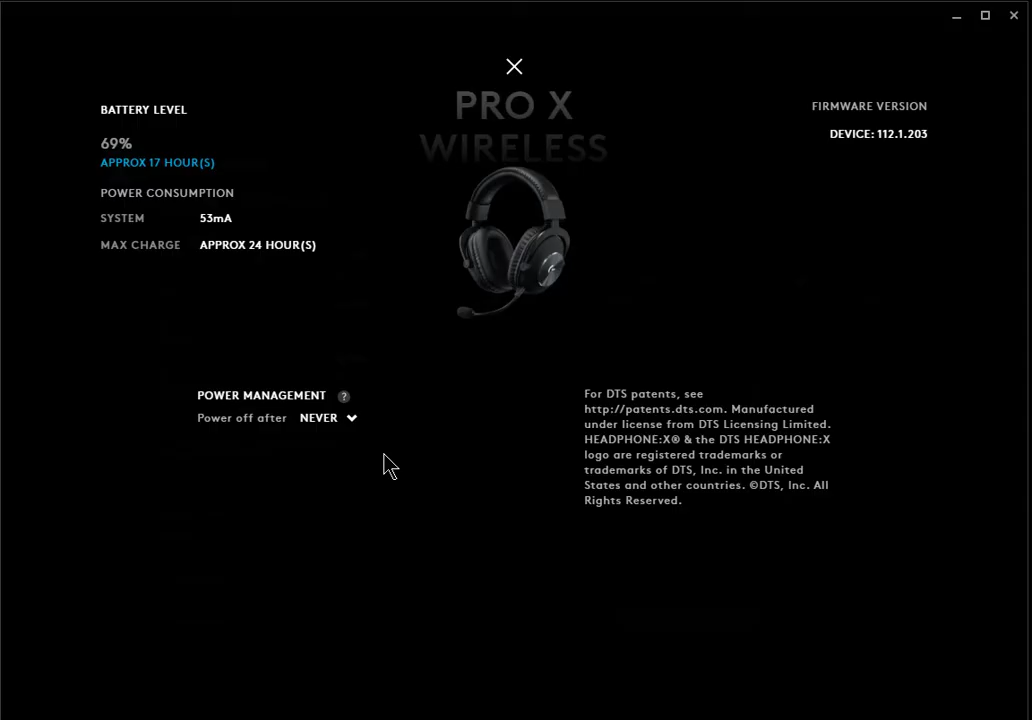 PRO X
WIRELESS
BATTERY LEVEL
69%
APPROX 17 HOUR(S)
POWER CONSUMPTION
SYSTEM 53mA
MAX CHARGE APPROX 24 HOUR(S)
FIRMWARE VERSION
DEVICE: 112.1.203
POWER MANAGEMENT ?
Power off after NEVER
For DTS patents, see
http://patents.dts.com. Manufactured
under license from DTS Licensing Limited.
HEADPHONE:X® & the DTS HEADPHONE:X
logo are registered trademarks or
trademarks of DTS, Inc. in the United
States and other countries. ©DTS, Inc. All
Rights Reserved.